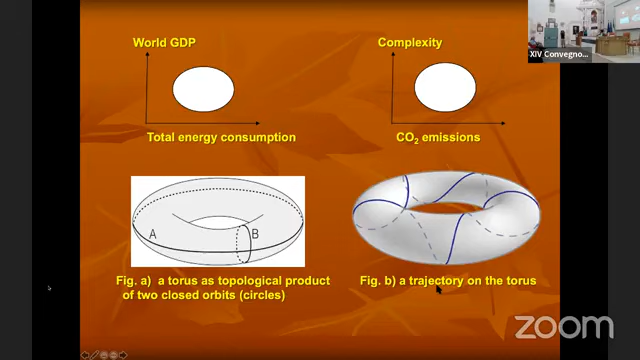 World GDP
Complexity
XIV Convegno...
Total energy consumption
CO₂ emissions
A
B
Fig. a) a torus as topological product
of two closed orbits (circles)
Fig. b) a trajectory on the torus
zoom